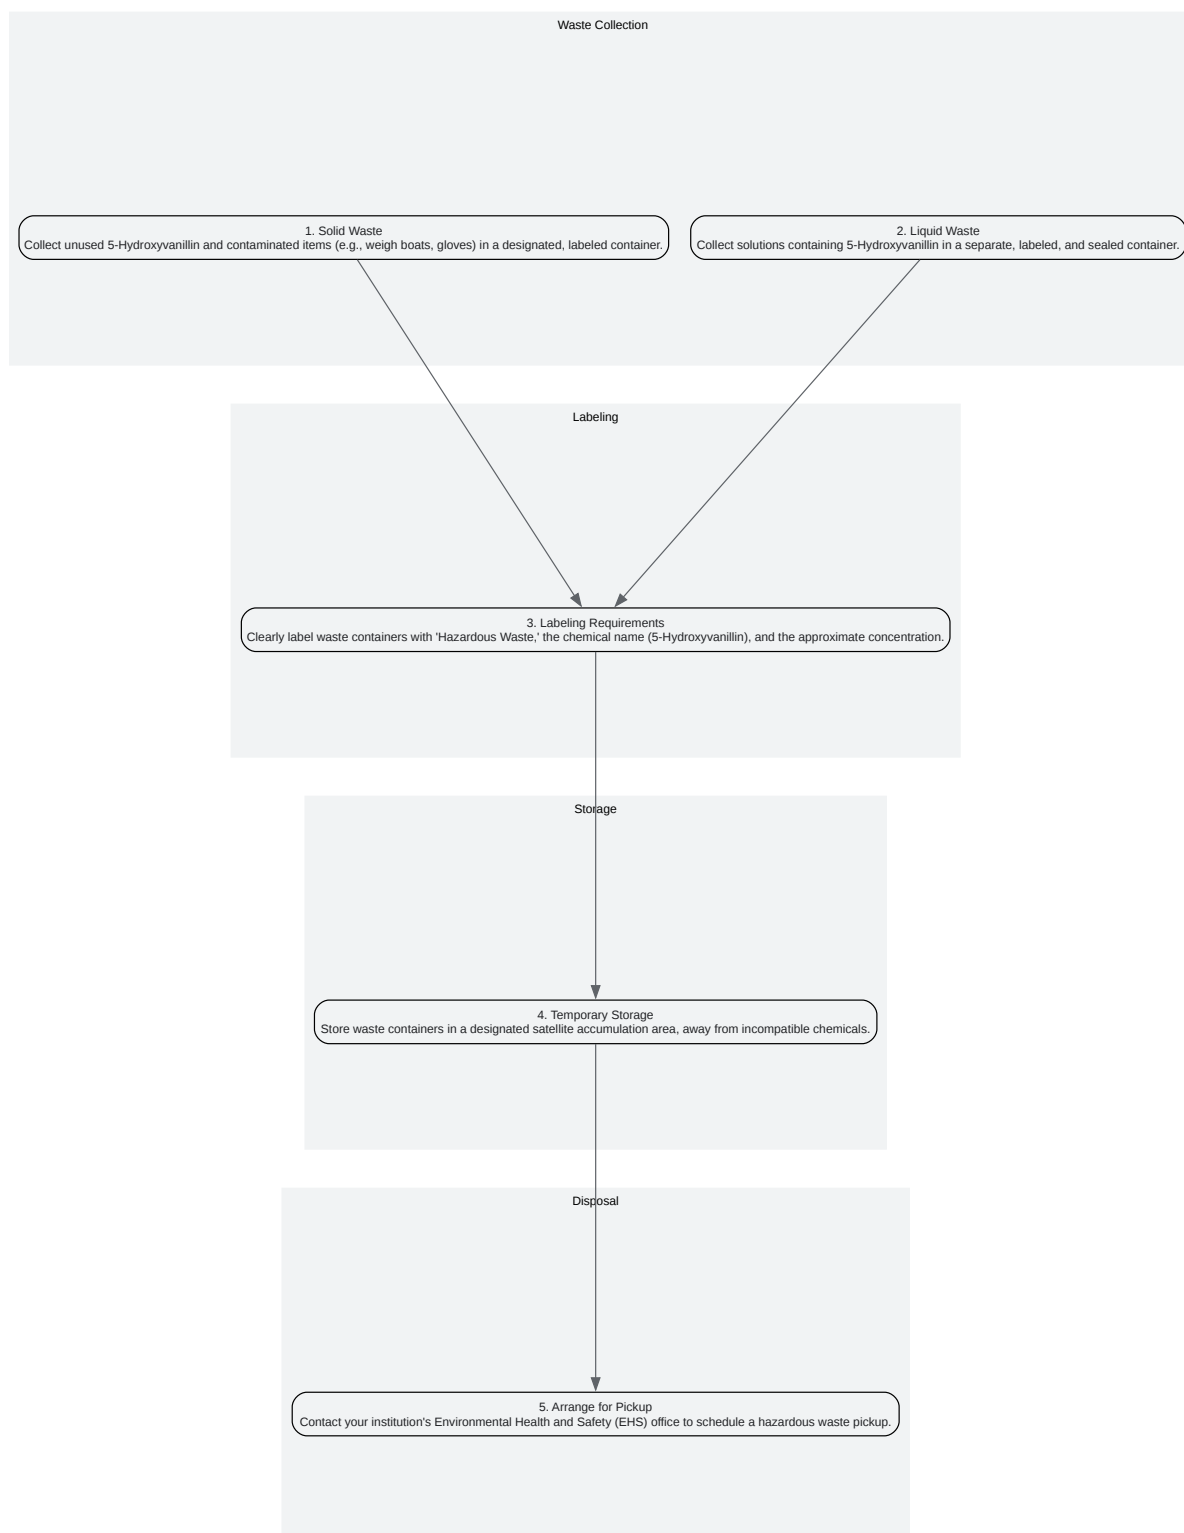 Waste Collection
1. Solid Waste
Collect unused 5-Hydroxyvanillin and contaminated items (e.g., weigh boats, gloves) in a designated, labeled container.
2. Liquid Waste
Collect solutions containing 5-Hydroxyvanillin in a separate, labeled, and sealed container.
Labeling
3. Labeling Requirements
Clearly label waste containers with 'Hazardous Waste,' the chemical name (5-Hydroxyvanillin), and the approximate concentration.
Storage
4. Temporary Storage
Store waste containers in a designated satellite accumulation area, away from incompatible chemicals.
Disposal
5. Arrange for Pickup
Contact your institution's Environmental Health and Safety (EHS) office to schedule a hazardous waste pickup.